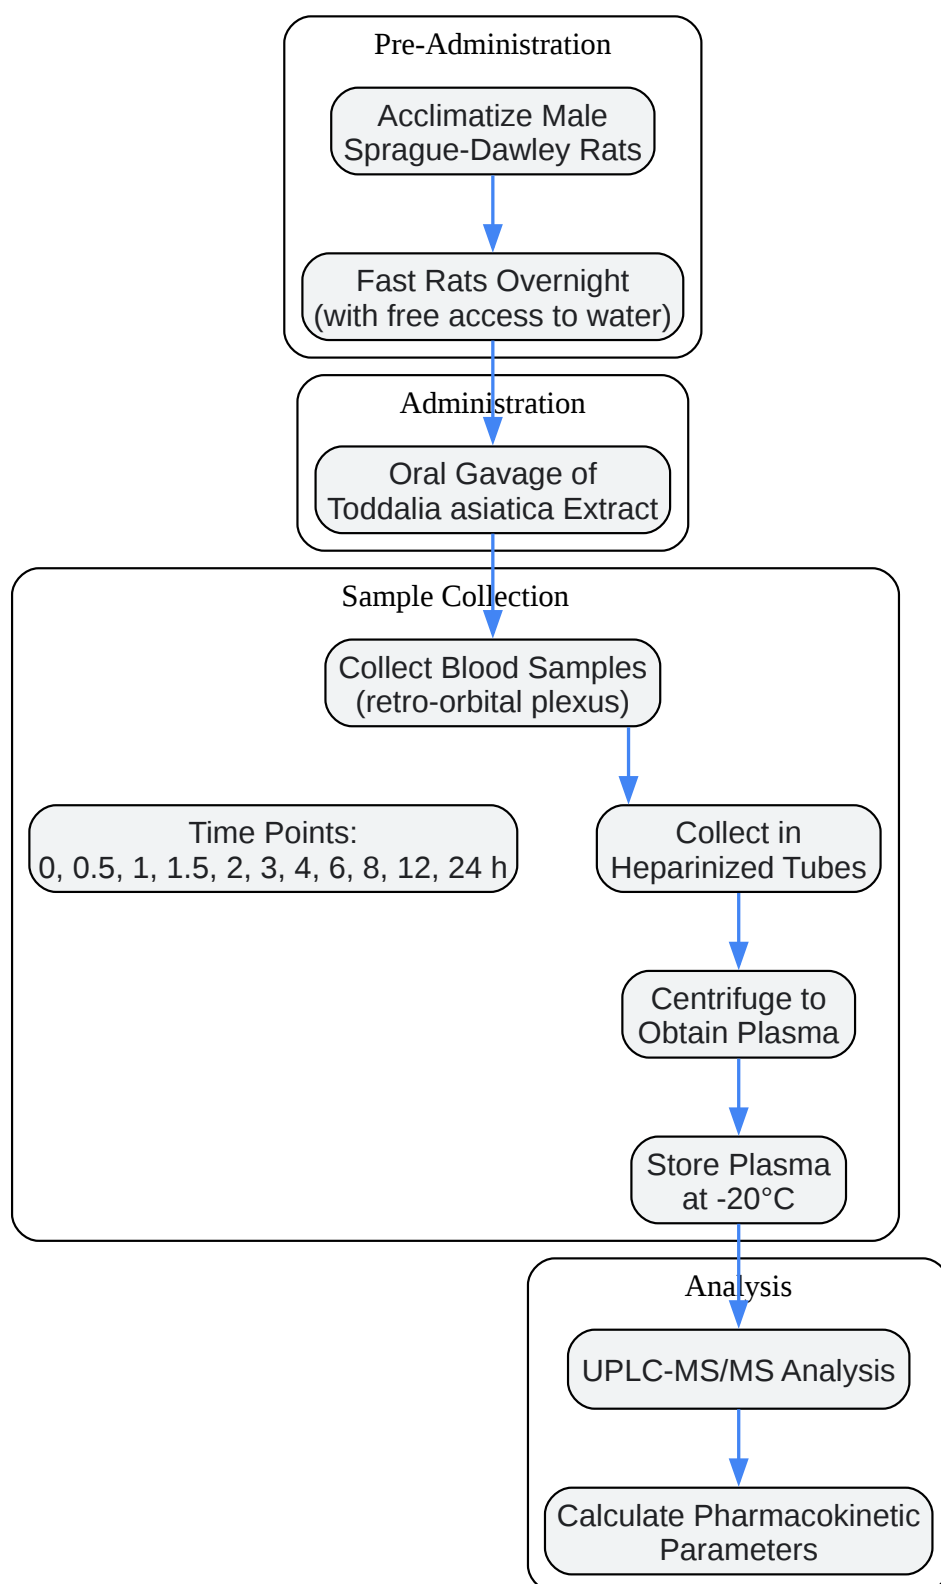 Pre-Administration
Acclimatize Male
Sprague-Dawley Rats
Fast Rats Overnight
(with free access to water)
Administration
Oral Gavage of
Toddalia asiatica Extract
Sample Collection
Collect Blood Samples
(retro-orbital plexus)
Time Points:
0, 0.5, 1, 1.5, 2, 3, 4, 6, 8, 12, 24 h
Collect in
Heparinized Tubes
Centrifuge to
Obtain Plasma
Store Plasma
at -20°C
Analysis
UPLC-MS/MS Analysis
Calculate Pharmacokinetic
Parameters